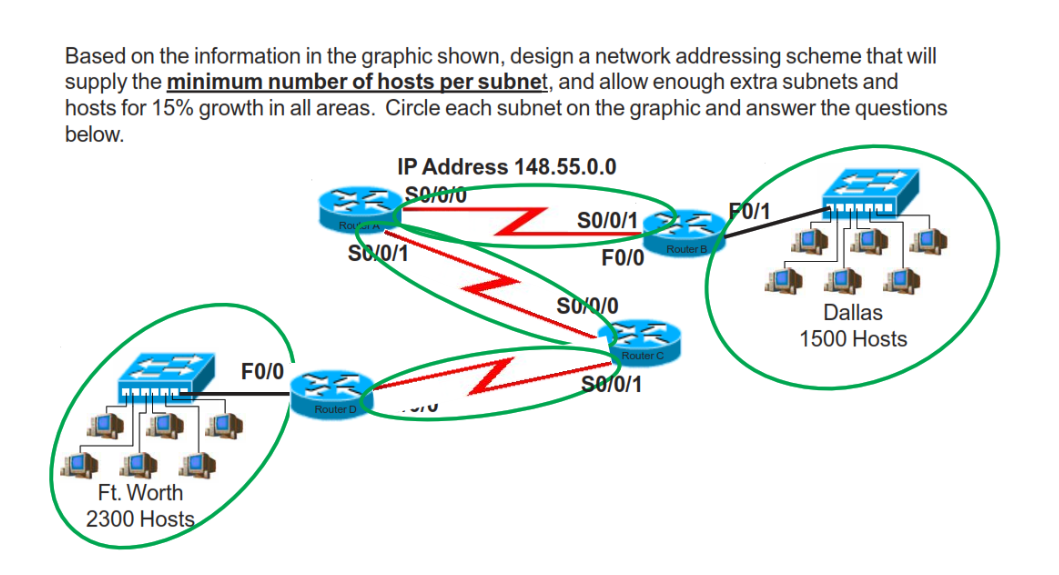 Based on the information in the graphic shown, design a network addressing scheme that will
supply the minimum number of hosts per subnet, and allow enough extra subnets and
hosts for 15% growth in all areas. Circle each subnet on the graphic and answer the questions
below.
IP Address 148.55.0.0
S0/0/0
Router A
S0/0/1
F0/1
Router B
S0/0/1
F0/0
S0/0/0
Dallas
1500 Hosts
Router C
F0/0
S0/0/1
Router D
Ft. Worth
2300 Hosts